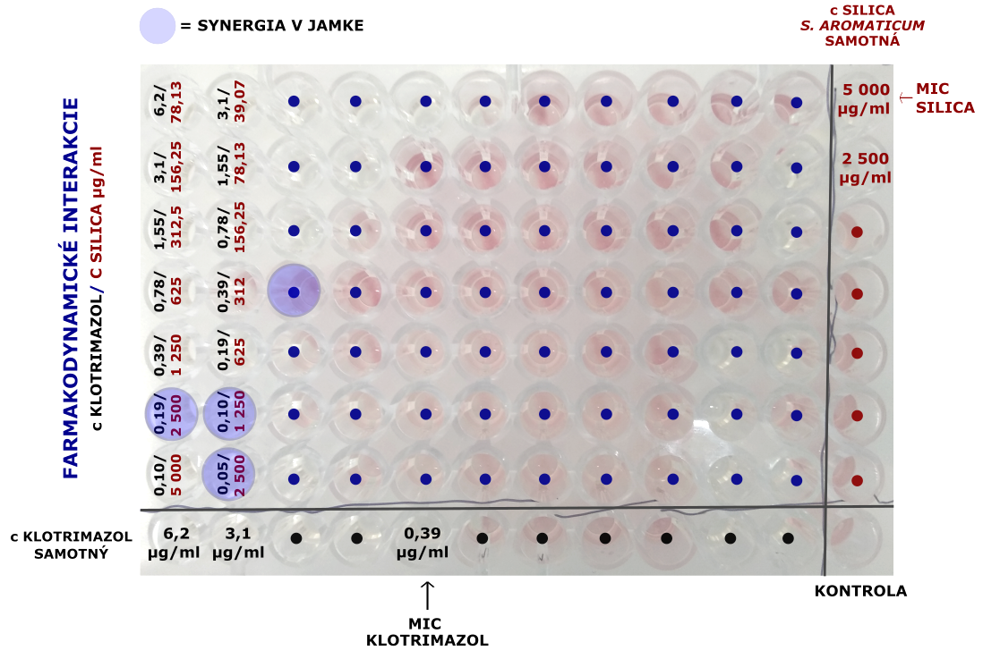 = SYNERGIA V JAMKE
c SILICA
S. AROMATICUM
SAMOTNÁ
FARMAKODYNAMICKÉ INTERAKCIE
c KLOTRIMAZOL/ C SILICA µg/ml
6,2/
78,13
3,1/
39,07
5 000
µg/ml
MIC
SILICA
3,1/
156,25
1,55/
78,13
2 500
µg/ml
1,55/
312,5
0,78/
156,25
0,78/
625
0,39/
312
0,39/
1 250
0,19/
625
0,19/
2 500
0,10/
1 250
0,10/
5 000
0,05/
2 500
c KLOTRIMAZOL
SAMOTNÝ
6,2
µg/ml
3,1
µg/ml
0,39
µg/ml
KONTROLA
MIC
KLOTRIMAZOL